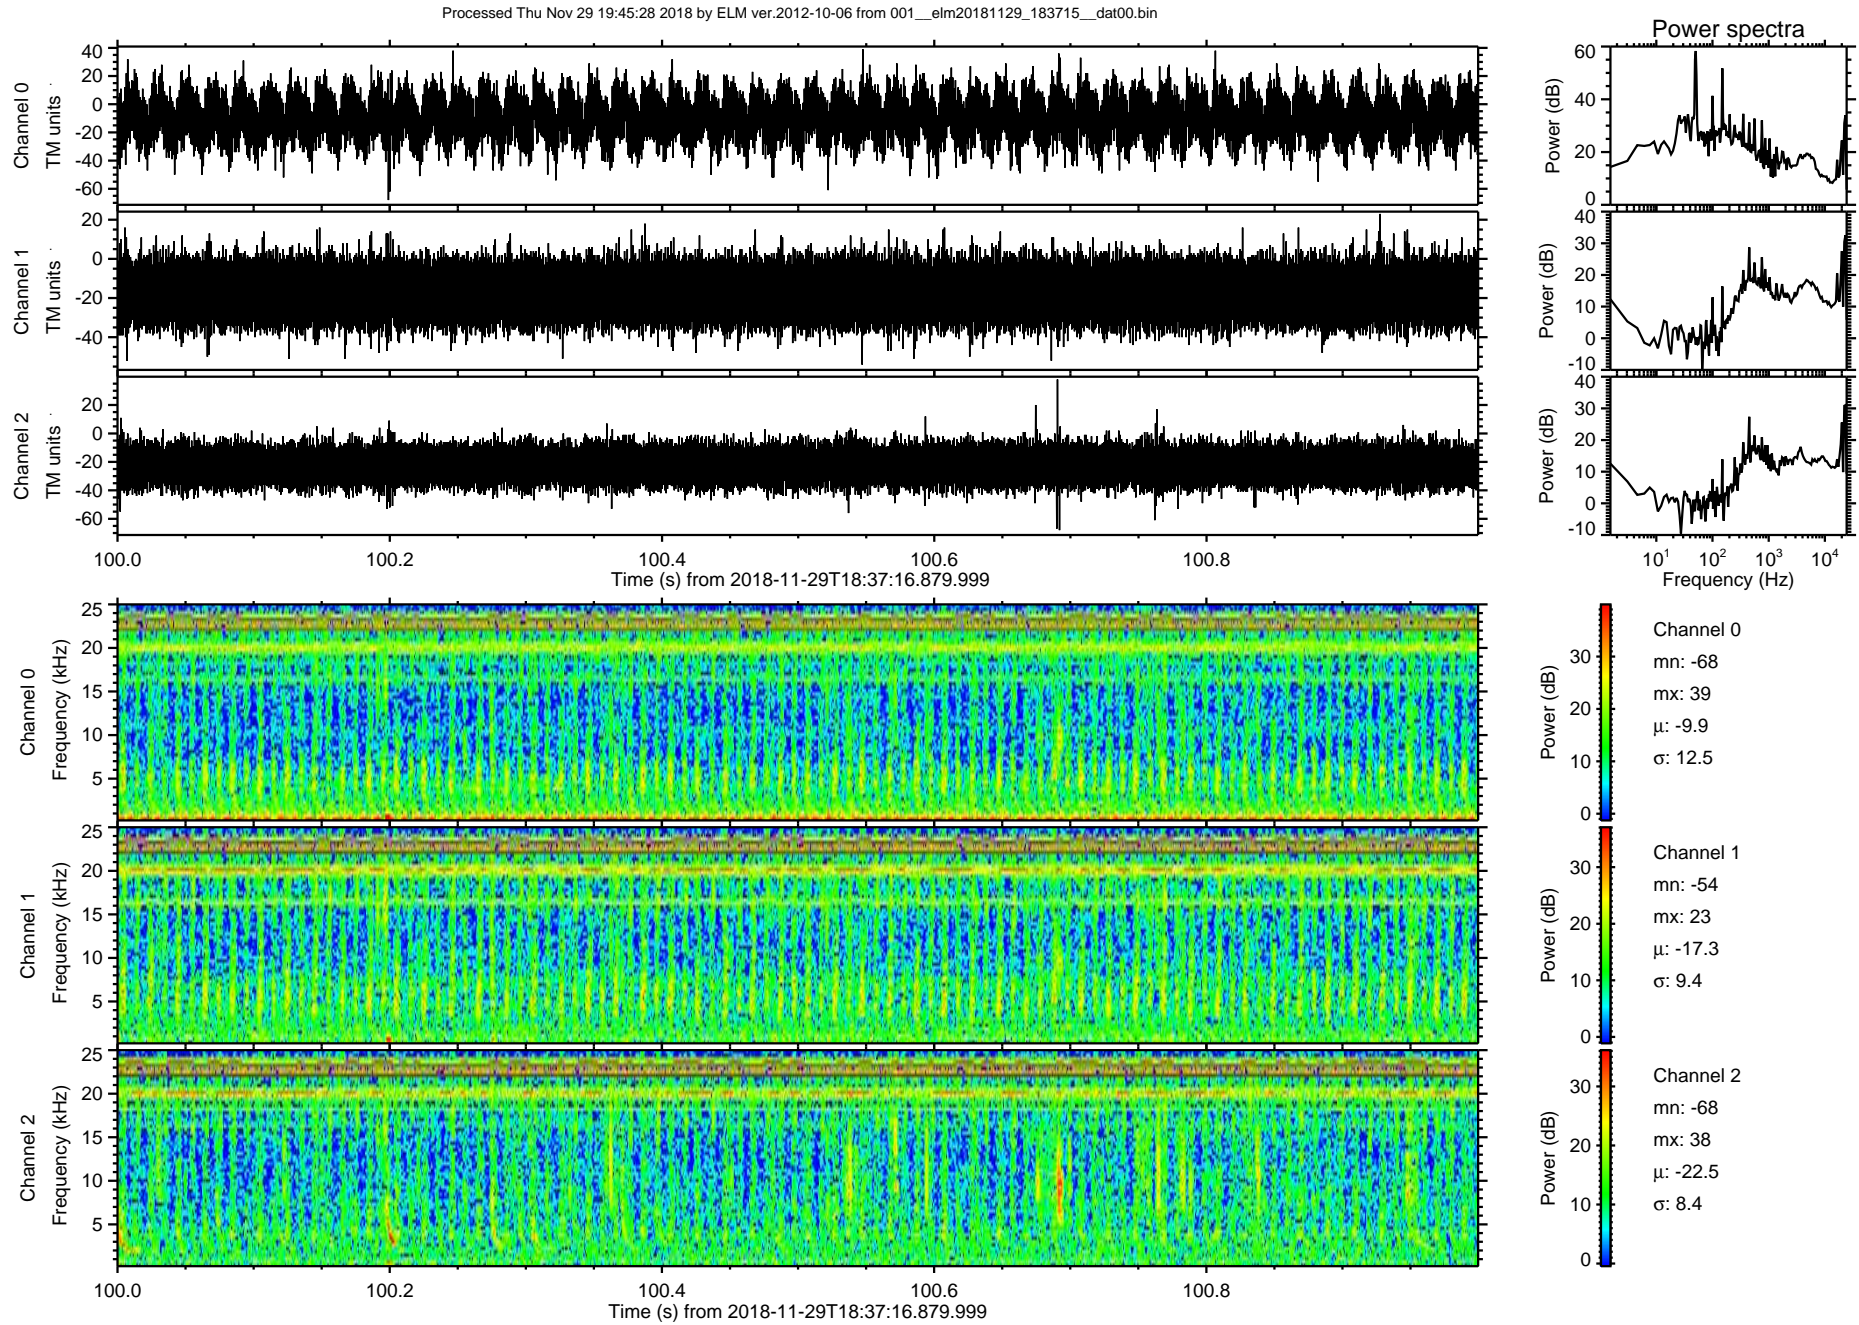 Processed Thu Nov 29 19:45:28 2018 by ELM ver.2012-10-06 from 001__elm20181129_183715__dat00.bin
Power spectra
Channel 0
TM units
40
20
0
-20
-40
-60
Power (dB)
60
40
20
0
Channel 1
TM units
20
0
-20
-40
Power (dB)
40
30
20
10
0
-10
Channel 2
TM units
20
0
-20
-40
-60
Power (dB)
40
30
20
10
0
-10
100.0 100.2 100.4 100.6 100.8
Time (s) from 2018-11-29T18:37:16.879.999
10^1 10^2 10^3 10^4
Frequency (Hz)
Channel 0
Frequency (kHz)
25
20
15
10
5
Power (dB)
30
20
10
0
Channel 0
mn: -68
mx: 39
μ: -9.9
σ: 12.5
Channel 1
Frequency (kHz)
25
20
15
10
5
Power (dB)
30
20
10
0
Channel 1
mn: -54
mx: 23
μ: -17.3
σ: 9.4
Channel 2
Frequency (kHz)
25
20
15
10
5
Power (dB)
30
20
10
0
Channel 2
mn: -68
mx: 38
μ: -22.5
σ: 8.4
100.0 100.2 100.4 100.6 100.8
Time (s) from 2018-11-29T18:37:16.879.999